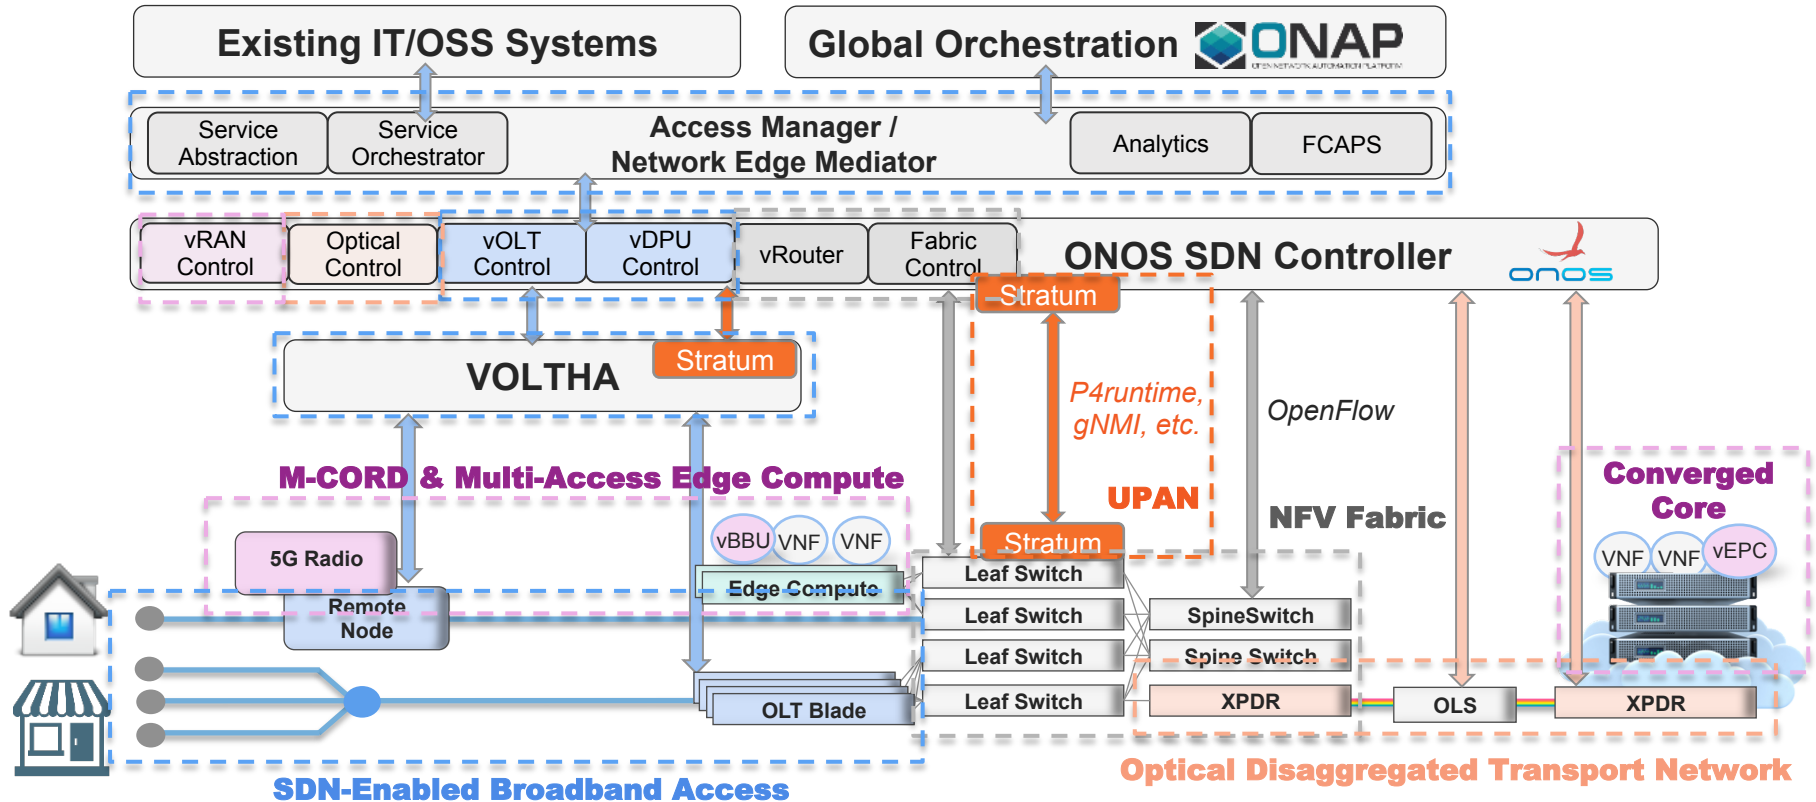 Existing IT/OSS Systems
Global Orchestration
ONAP
OPEN NETWORK AUTOMATION PLATFORM
Service
Abstraction
Service
Orchestrator
Access Manager /
Network Edge Mediator
Analytics
FCAPS
vRAN
Control
Optical
Control
vOLT
Control
vDPU
Control
vRouter
Fabric
Control
ONOS SDN Controller
onos
Stratum
VOLTHA
Stratum
P4runtime,
gNMI, etc.
OpenFlow
M-CORD & Multi-Access Edge Compute
UPAN
NFV Fabric
Converged
Core
5G Radio
vBBU
VNF
VNF
Stratum
VNF
VNF
vEPC
Edge Compute
Leaf Switch
Remote
Node
Leaf Switch
SpineSwitch
Leaf Switch
Spine Switch
OLT Blade
Leaf Switch
XPDR
OLS
XPDR
SDN-Enabled Broadband Access
Optical Disaggregated Transport Network